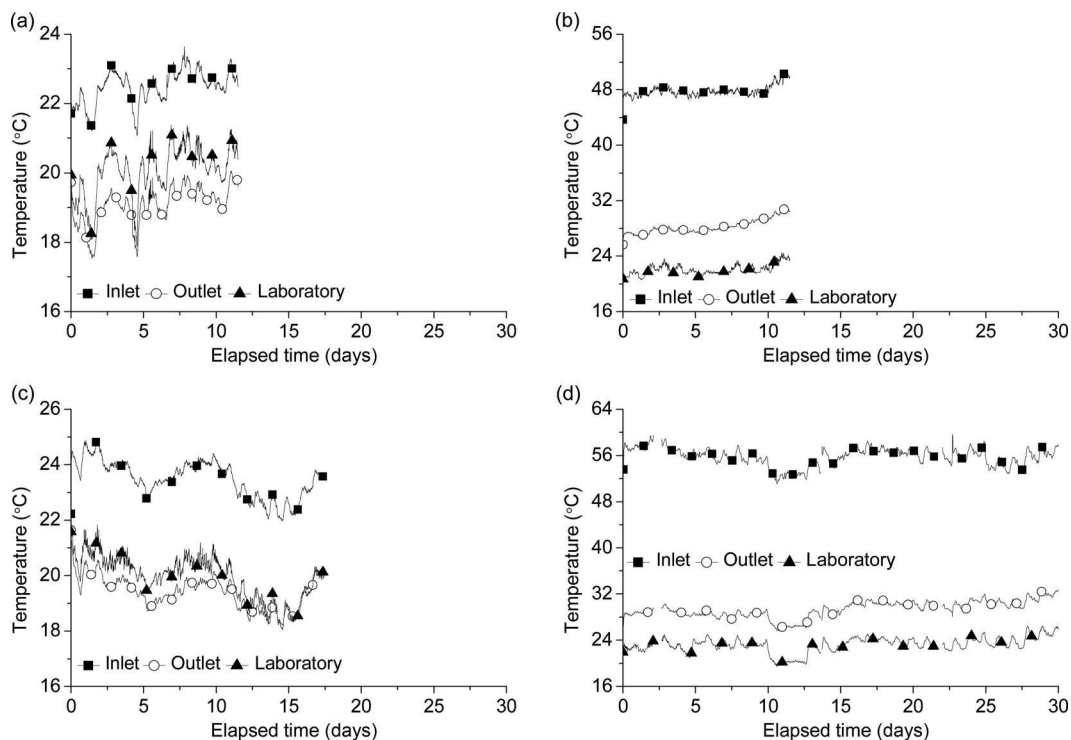 (a)
24
22
20
18
16
Temperature (°C)
Inlet Outlet Laboratory
0 5 10 15 20 25 30
Elapsed time (days)
(b)
56
48
40
32
24
16
Temperature (°C)
Inlet Outlet Laboratory
0 5 10 15 20 25 30
Elapsed time (days)
(c)
26
24
22
20
18
16
Temperature (°C)
Inlet Outlet Laboratory
0 5 10 15 20 25 30
Elapsed time (days)
(d)
64
56
48
40
32
24
16
Temperature (°C)
Inlet Outlet Laboratory
0 5 10 15 20 25 30
Elapsed time (days)